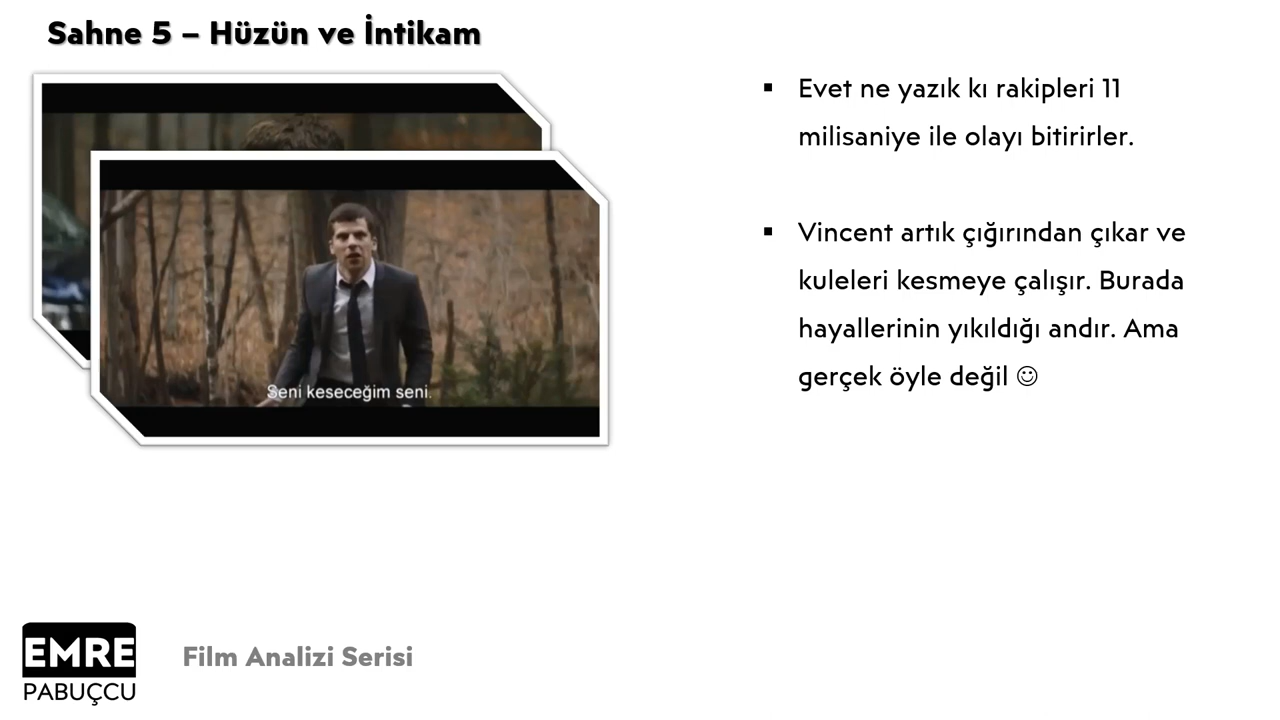 Sahne 5 – Hüzün ve İntikam
▪ Evet ne yazık kı rakipleri 11
milisaniye ile olayı bitirirler.
▪ Vincent artık çığırından çıkar ve
kuleleri kesmeye çalışır. Burada
hayallerinin yıkıldığı andır. Ama
gerçek öyle değil ☺
Seni keseceğim seni.
EMRE
PABUÇCU
Film Analizi Serisi